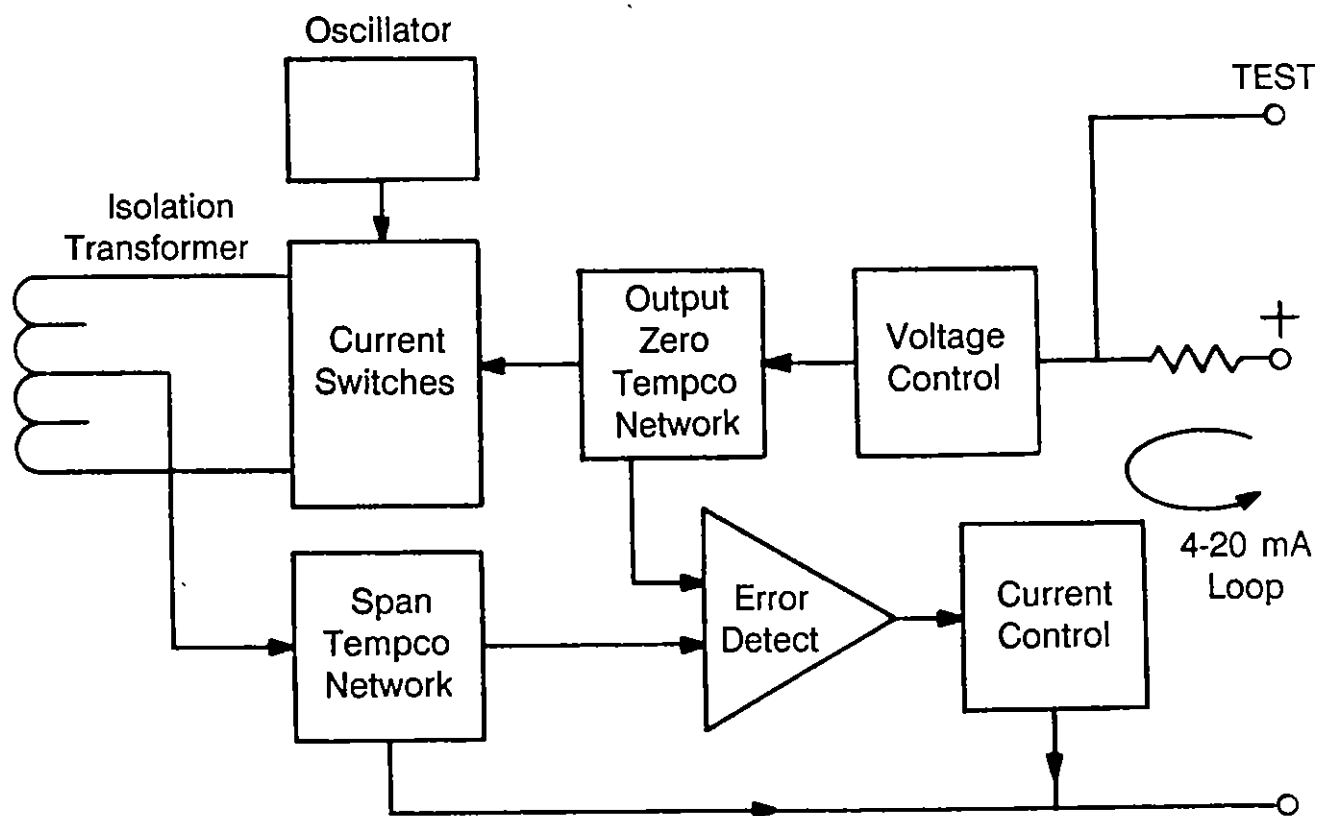 Oscillator
TEST
Isolation
Transformer
+
Current
Switches
Output
Zero
Tempco
Network
Voltage
Control
4-20 mA
Loop
Span
Tempco
Network
Error
Detect
Current
Control